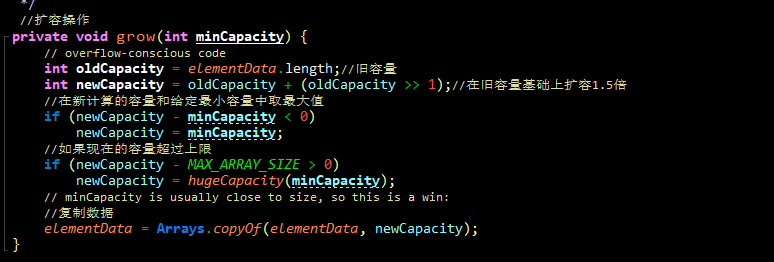 */
//扩容操作
private void grow(int minCapacity) {
// overflow-conscious code
int oldCapacity = elementData.length;//旧容量
int newCapacity = oldCapacity + (oldCapacity >> 1);//在旧容量基础上扩容1.5倍
//在新计算的容量和给定最小容量中取最大值
if (newCapacity - minCapacity < 0)
newCapacity = minCapacity;
//如果现在的容量超过上限
if (newCapacity - MAX_ARRAY_SIZE > 0)
newCapacity = hugeCapacity(minCapacity);
// minCapacity is usually close to size, so this is a win:
//复制数据
elementData = Arrays.copyOf(elementData, newCapacity);
}